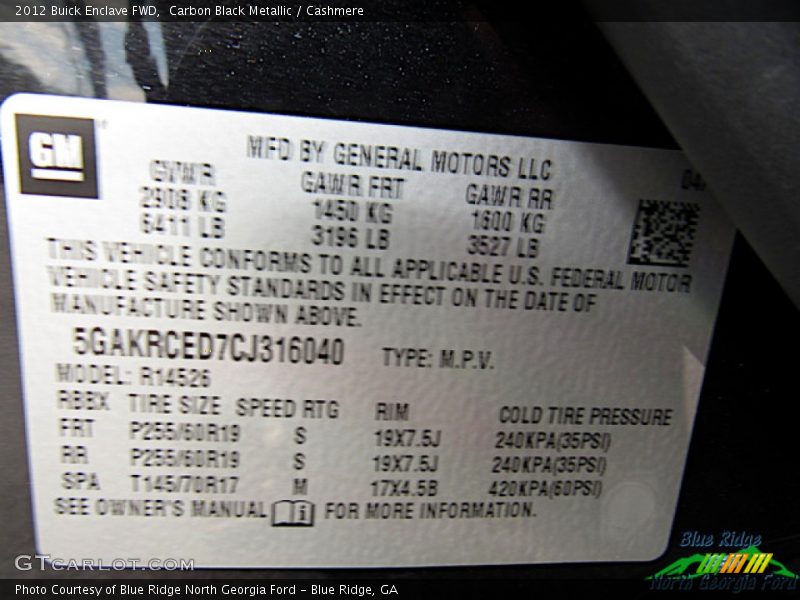 2012 Buick Enclave FWD,  Carbon Black Metallic / Cashmere
GM
MFD BY GENERAL MOTORS LLC
04/
GVWR GAWR FRT GAWR RR
2908 KG 1450 KG 1600 KG
6411 LB 3196 LB 3527 LB
THIS VEHICLE CONFORMS TO ALL APPLICABLE U.S. FEDERAL MOTOR
VEHICLE SAFETY STANDARDS IN EFFECT ON THE DATE OF
MANUFACTURE SHOWN ABOVE.
5GAKRCED7CJ316040 TYPE: M.P.V.
MODEL: R14526
RBBX TIRE SIZE SPEED RTG RIM COLD TIRE PRESSURE
FRT P255/60R19 S 19X7.5J 240KPA(35PSI)
RR P255/60R19 S 19X7.5J 240KPA(35PSI)
SPA T145/70R17 M 17X4.5B 420KPA(60PSI)
SEE OWNER'S MANUAL i FOR MORE INFORMATION.
GTCARLOT.COM
Blue Ridge
North Georgia Ford
Photo Courtesy of Blue Ridge North Georgia Ford – Blue Ridge, GA